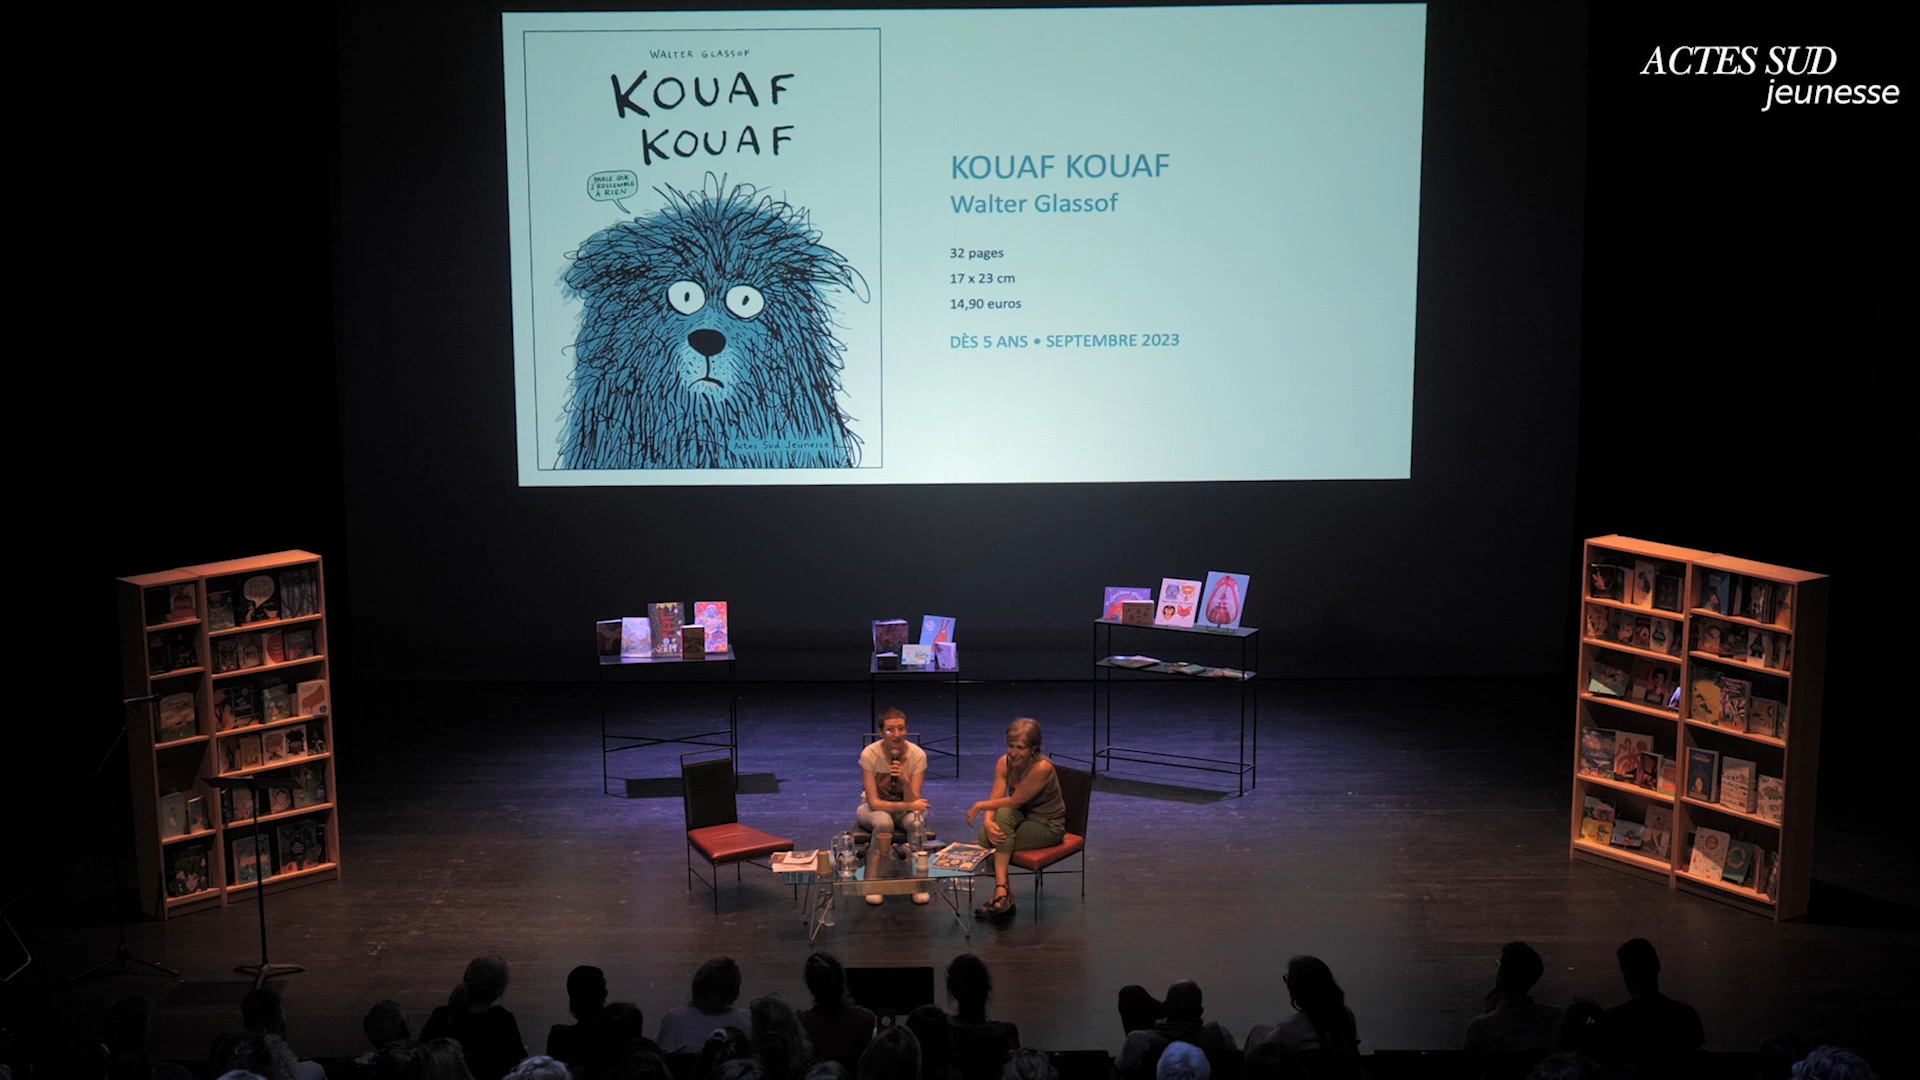 ACTES SUD
jeunesse
WALTER GLASSOF
KOUAF
KOUAF
PARCE QUE
J'RESSEMBLE
À RIEN
Actes Sud Jeunesse
KOUAF KOUAF
Walter Glassof
32 pages
17 x 23 cm
14,90 euros
DÈS 5 ANS • SEPTEMBRE 2023